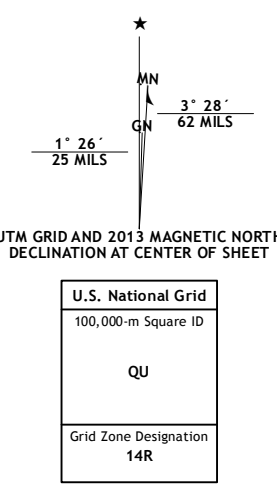 ★
MN
GN
3° 28´
62 MILS
1° 26´
25 MILS
UTM GRID AND 2013 MAGNETIC NORTH
DECLINATION AT CENTER OF SHEET
U.S. National Grid
100,000-m Square ID
QU
Grid Zone Designation
14R